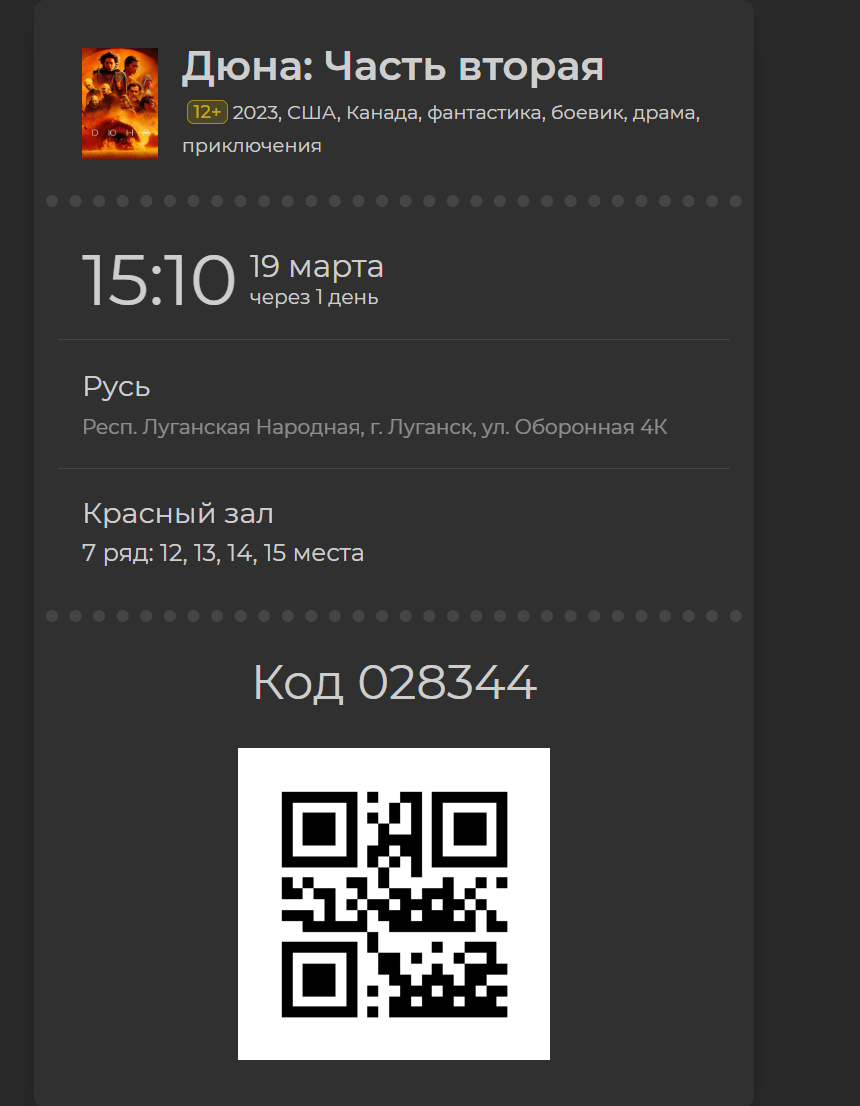 Дюна: Часть вторая
12+ 2023, США, Канада, фантастика, боевик, драма,
приключения
ДЮНА
15:10 19 марта
через 1 день
Русь
Респ. Луганская Народная, г. Луганск, ул. Оборонная 4К
Красный зал
7 ряд: 12, 13, 14, 15 места
Код 028344